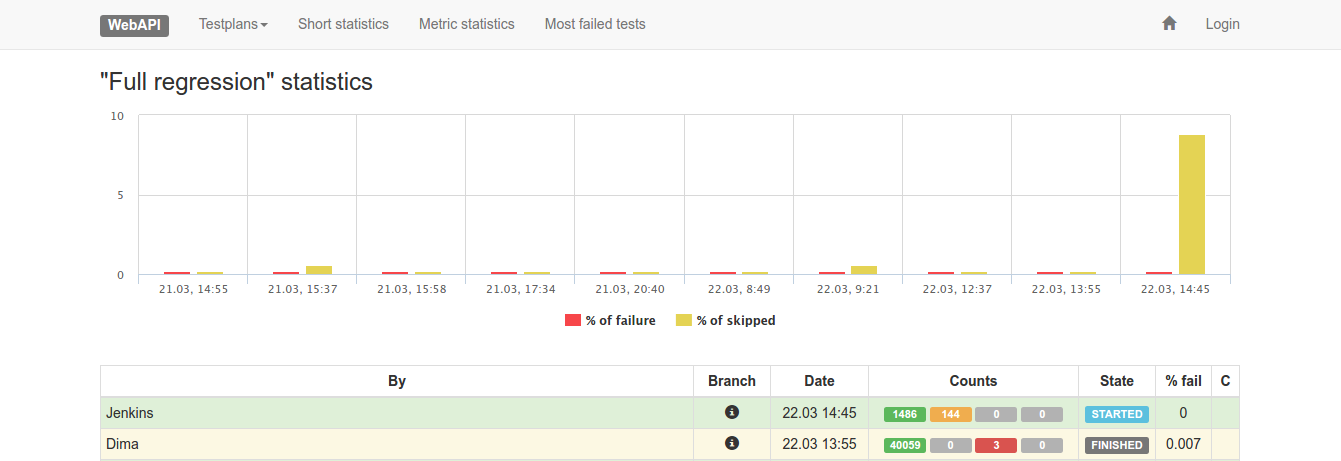 WebAPI Testplans Short statistics Metric statistics Most failed tests Login
"Full regression" statistics
10
5
0
21.03, 14:55 21.03, 15:37 21.03, 15:58 21.03, 17:34 21.03, 20:40 22.03, 8:49 22.03, 9:21 22.03, 12:37 22.03, 13:55 22.03, 14:45
% of failure % of skipped
By Branch Date Counts State % fail C
Jenkins 22.03 14:45 1486 144 0 0 STARTED 0
Dima 22.03 13:55 40059 0 3 0 FINISHED 0.007